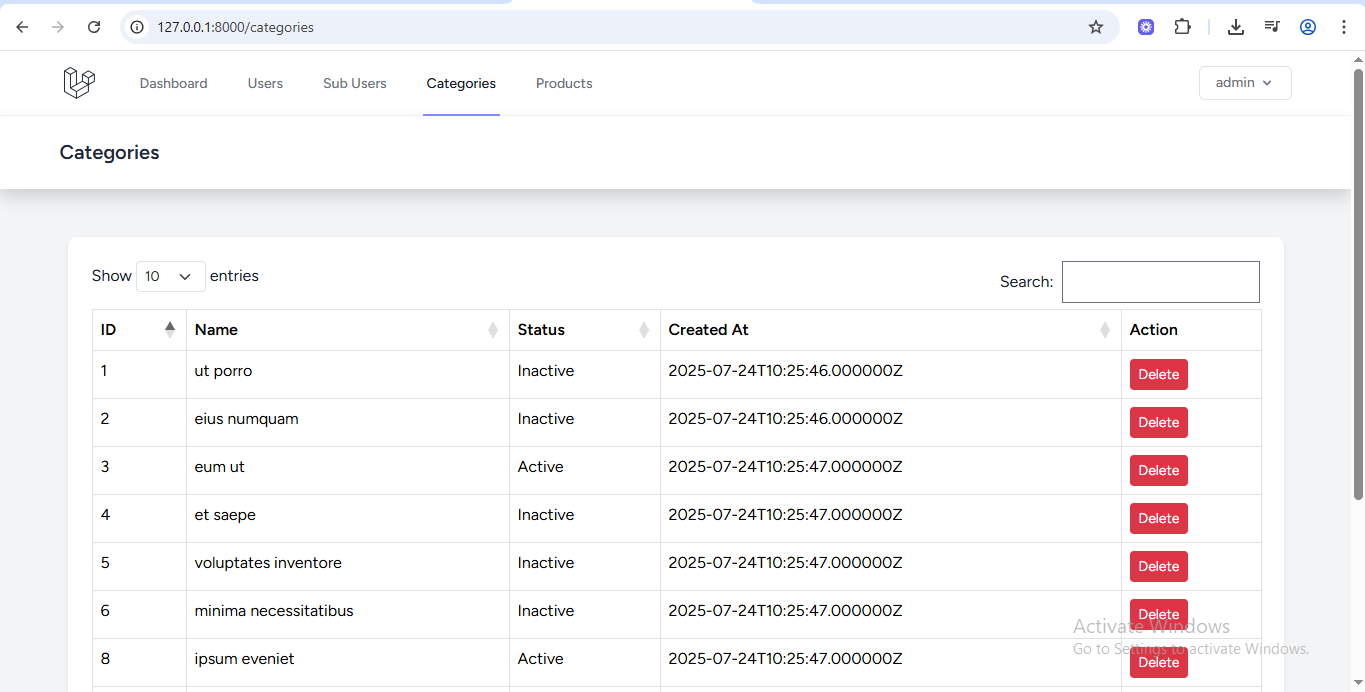 127.0.0.1:8000/categories
Dashboard Users Sub Users Categories Products admin
Categories
Show 10 entries Search:
ID Name Status Created At Action
1 ut porro Inactive 2025-07-24T10:25:46.000000Z Delete
2 eius numquam Inactive 2025-07-24T10:25:46.000000Z Delete
3 eum ut Active 2025-07-24T10:25:47.000000Z Delete
4 et saepe Inactive 2025-07-24T10:25:47.000000Z Delete
5 voluptates inventore Inactive 2025-07-24T10:25:47.000000Z Delete
6 minima necessitatibus Inactive 2025-07-24T10:25:47.000000Z Delete
Activate Windows
Go to Settings to activate Windows.
8 ipsum eveniet Active 2025-07-24T10:25:47.000000Z Delete